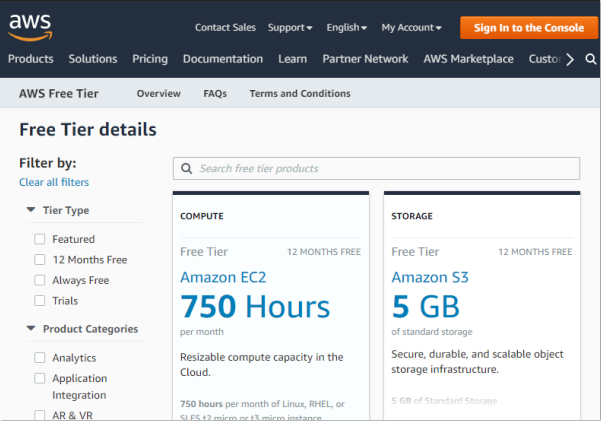 aws
Contact Sales Support English My Account Sign In to the Console
Products Solutions Pricing Documentation Learn Partner Network AWS Marketplace Custo
AWS Free Tier Overview FAQs Terms and Conditions
Free Tier details
Filter by:
Clear all filters
Tier Type
Featured
12 Months Free
Always Free
Trials
Product Categories
Analytics
Application
Integration
AR & VR
Search free tier products
COMPUTE
Free Tier 12 MONTHS FREE
Amazon EC2
750 Hours
per month
Resizable compute capacity in the
Cloud.
750 hours per month of Linux, RHEL, or
SLES t2.micro or t3.micro instance
STORAGE
Free Tier 12 MONTHS FREE
Amazon S3
5 GB
of standard storage
Secure, durable, and scalable object
storage infrastructure.
5 GB of Standard Storage